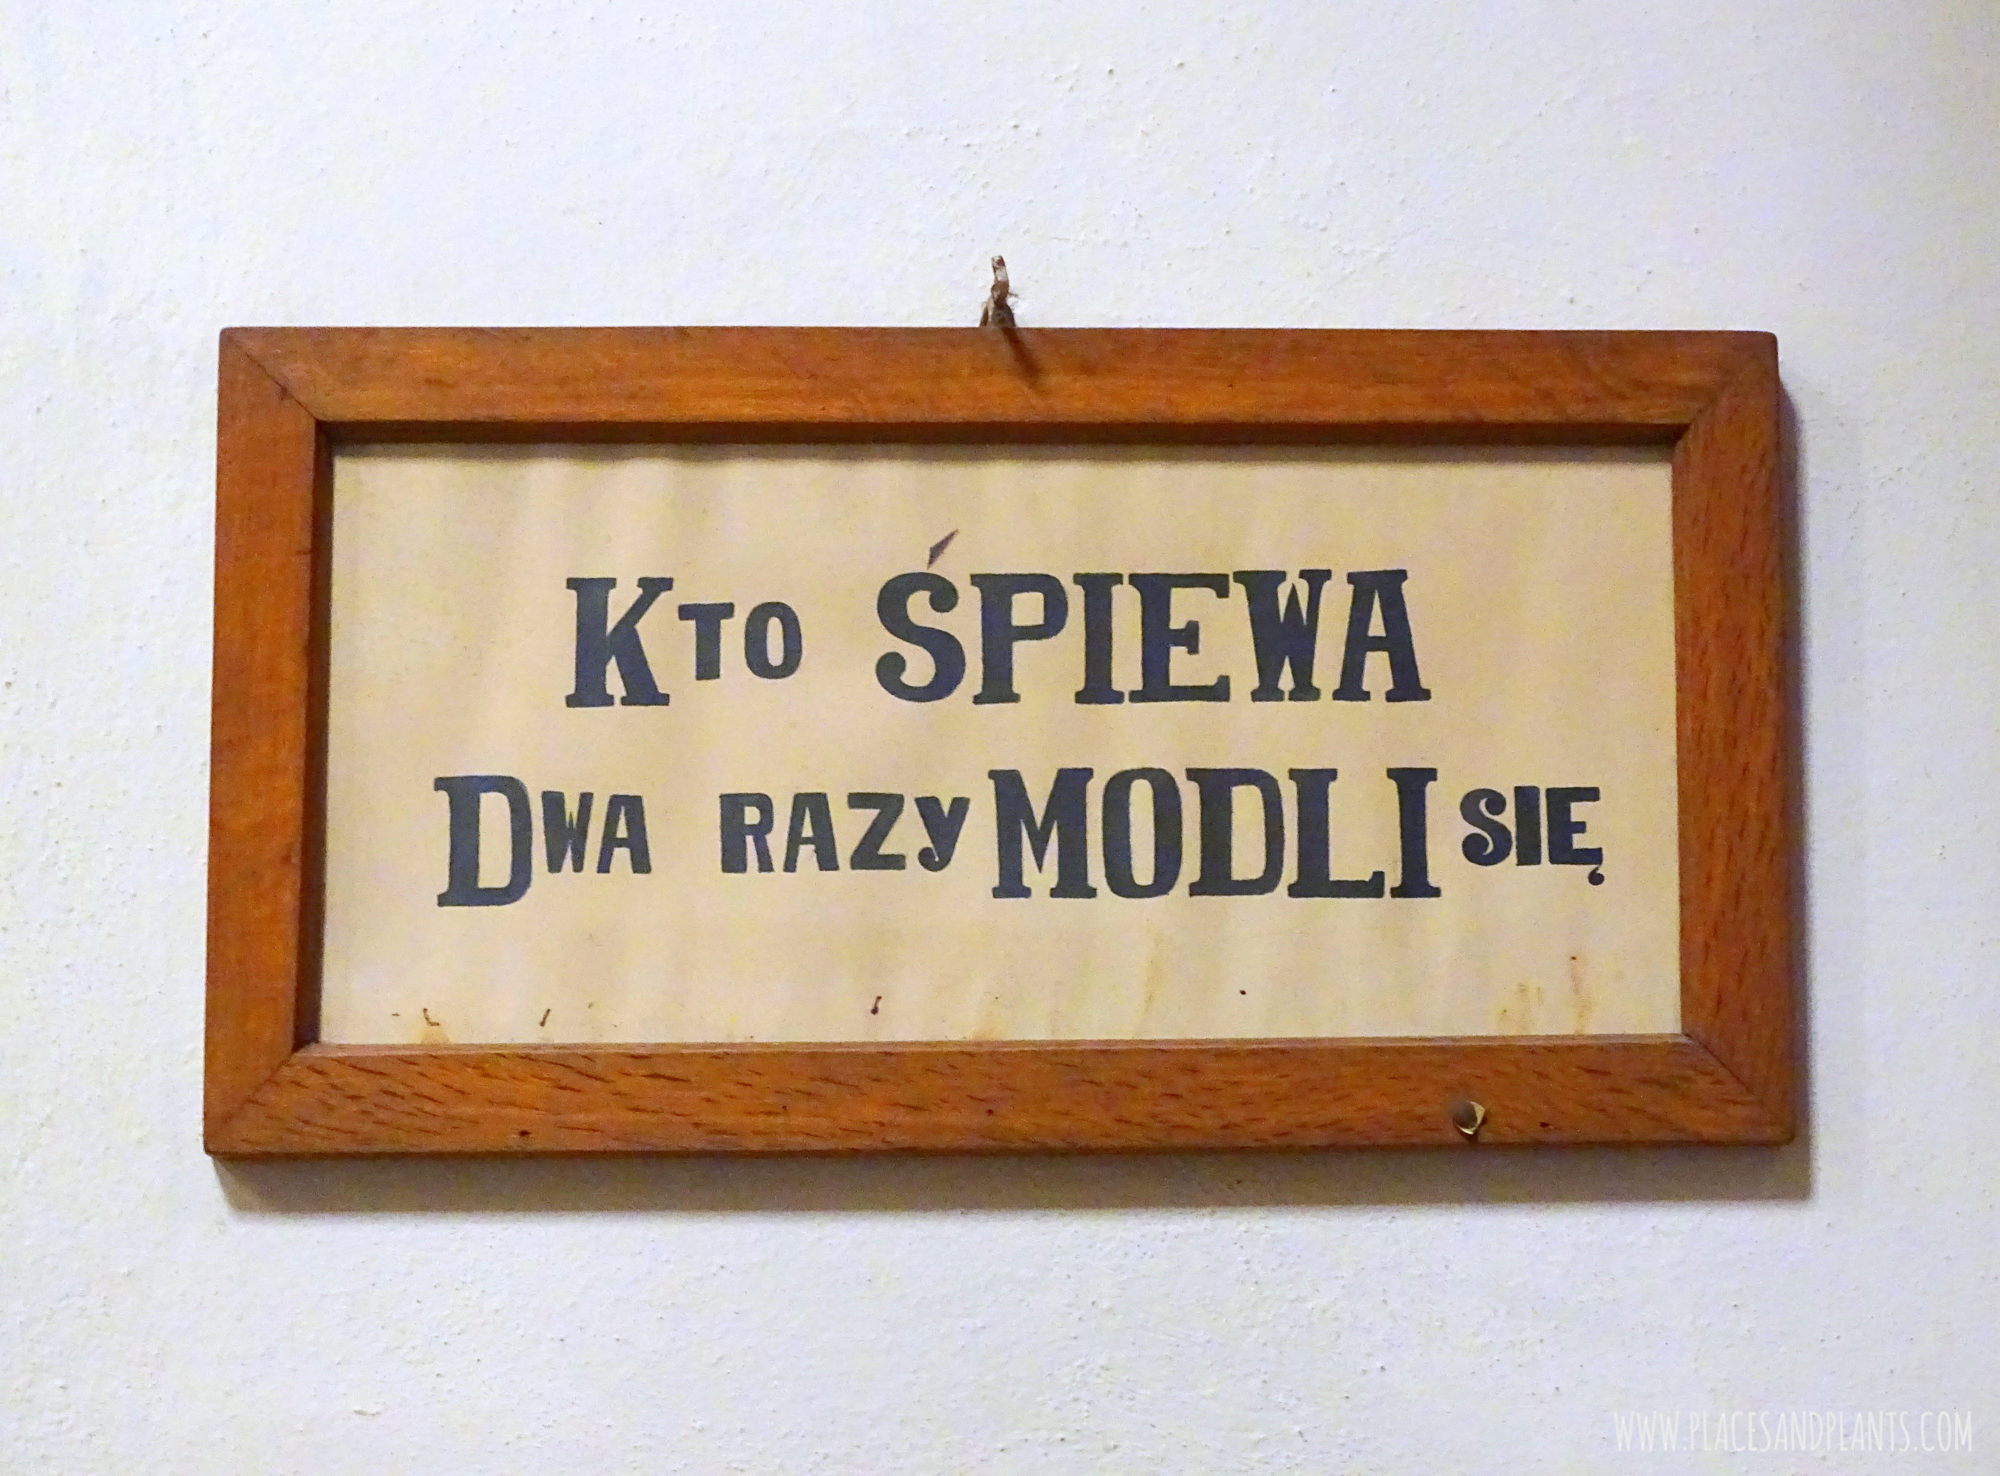 Kto ŚPIEWA
Dwa razy MODLI się
WWW.PLACESANDPLANTS.COM